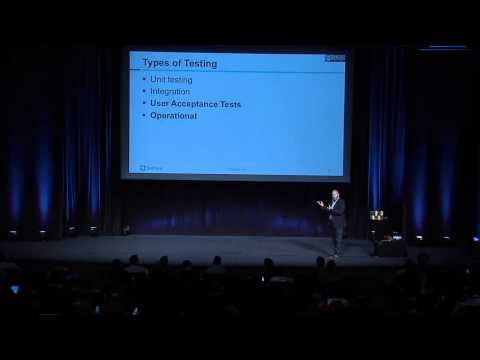 Types of Testing
Unit testing
Integration
User Acceptance Tests
Operational